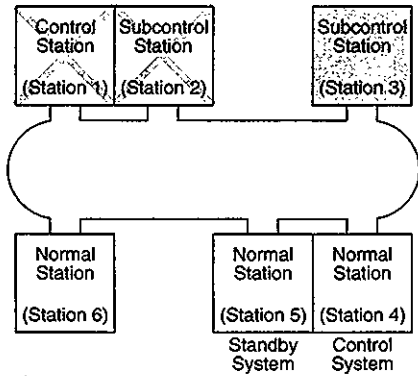 Control
Station
(Station 1)
Subcontrol
Station
(Station 2)
Subcontrol
Station
(Station 3)
Normal
Station
(Station 6)
Normal
Station
(Station 5)
Normal
Station
(Station 4)
Standby
System
Control
System